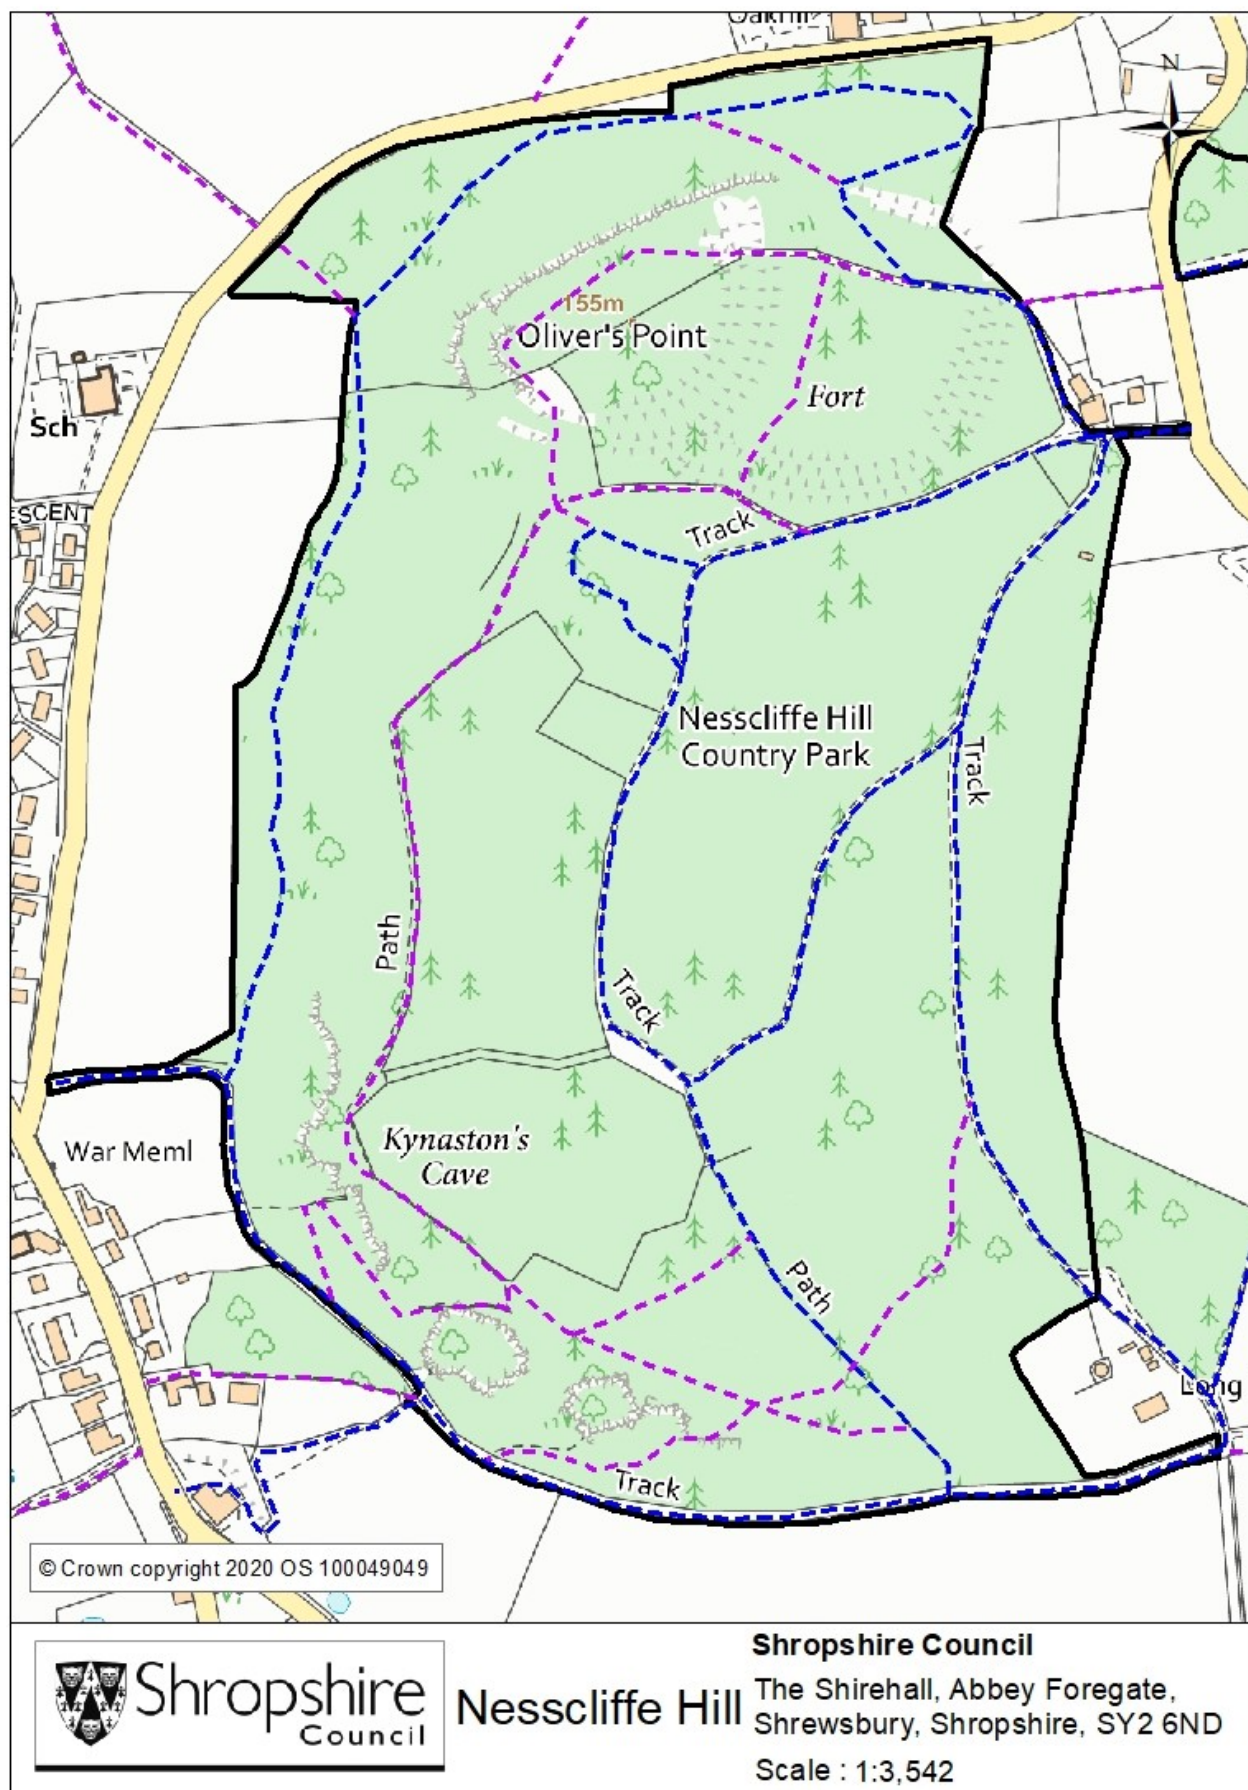 Oakhill
N
155m
Oliver's Point
Fort
Sch
ESCENT
Track
Nesscliffe Hill
Country Park
Track
Path
Track
Kynaston's
Cave
War Meml
Path
Long
Track
© Crown copyright 2020 OS 100049049
Shropshire
Council
Nesscliffe Hill
Shropshire Council
The Shirehall, Abbey Foregate,
Shrewsbury, Shropshire, SY2 6ND
Scale : 1:3,542